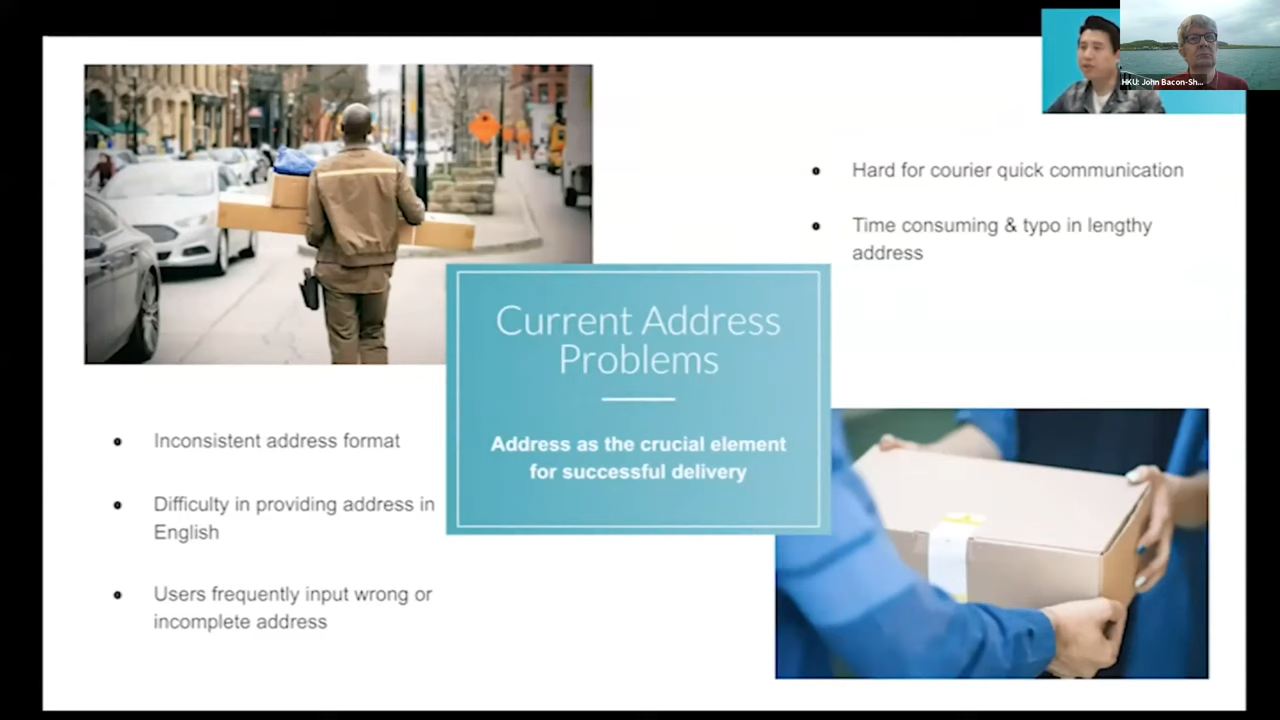 HKU: John Bacon-Sh...
Hard for courier quick communication
Time consuming & typo in lengthy
address
Current Address
Problems
Address as the crucial element
for successful delivery
Inconsistent address format
Difficulty in providing address in
English
Users frequently input wrong or
incomplete address